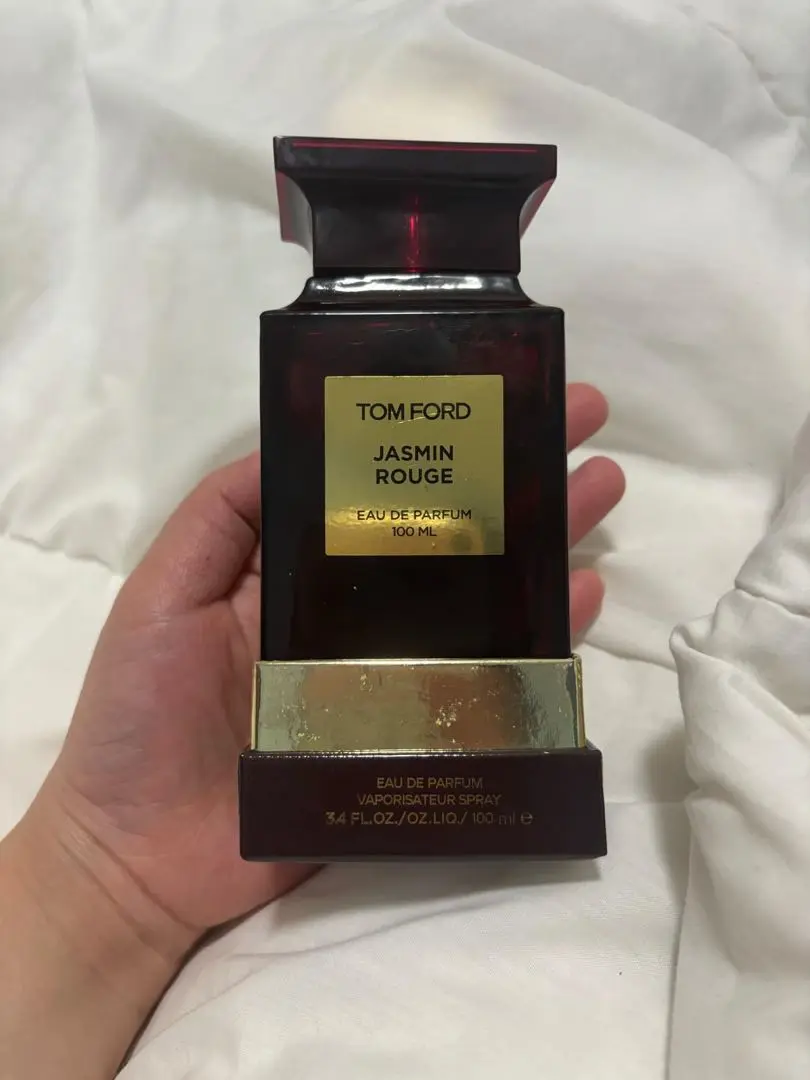 TOM FORD
JASMIN
ROUGE
EAU DE PARFUM
100 ML
EAU DE PARFUM
VAPORISATEUR SPRAY
3.4 FL.OZ./OZ.LIQ./ 100 ml ℮